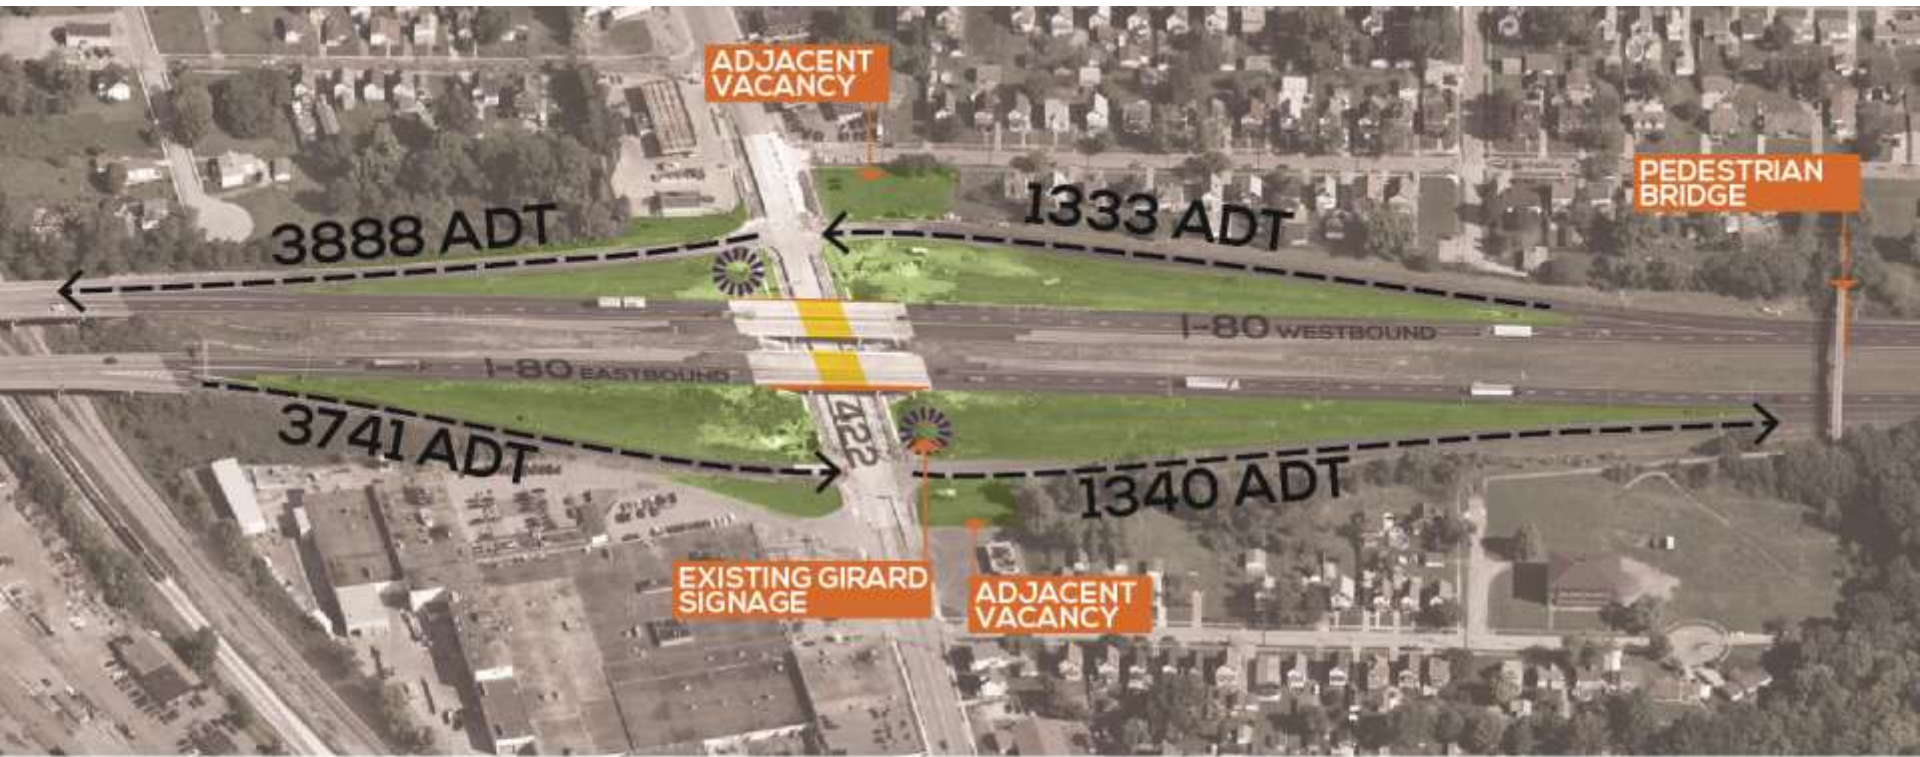 ADJACENT
VACANCY
PEDESTRIAN
BRIDGE
3888 ADT
1333 ADT
I-80 WESTBOUND
I-80 EASTBOUND
422
3741 ADT
1340 ADT
EXISTING GIRARD
SIGNAGE
ADJACENT
VACANCY